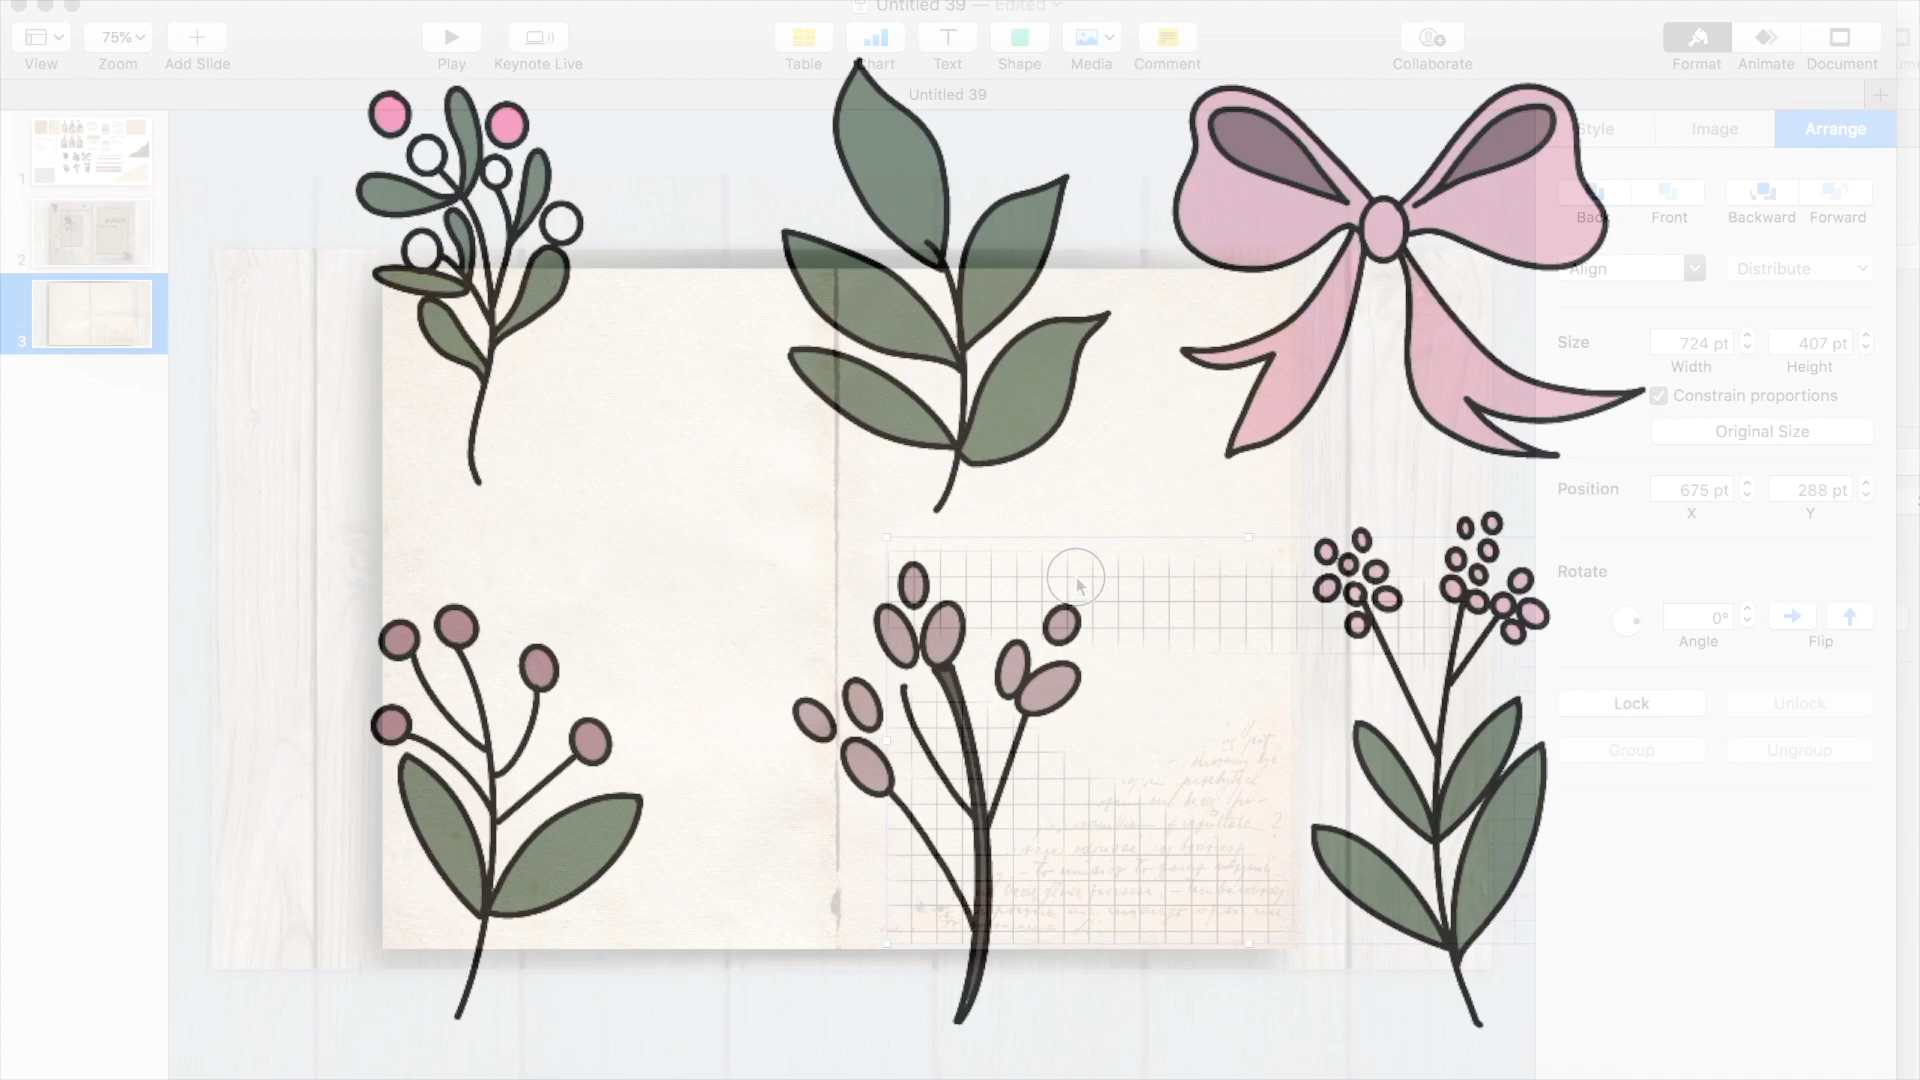 Untitled 39 — Edited
75%
View
Zoom
Add Slide
Play
Keynote Live
Table
Chart
Text
Shape
Media
Comment
Collaborate
Format
Animate
Document
Untitled 39
1
2
3
Style
Image
Arrange
Back
Front
Backward
Forward
Align
Distribute
Size
724 pt
407 pt
Width
Height
Constrain proportions
Original Size
Position
675 pt
288 pt
X
Y
Rotate
0°
Angle
Flip
Lock
Unlock
Group
Ungroup